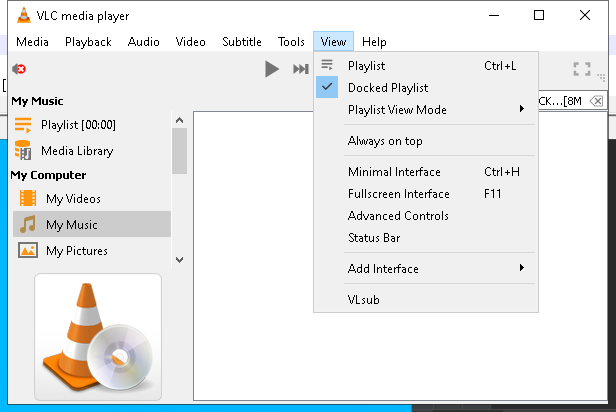 VLC media player
Media Playback Audio Video Subtitle Tools View Help
My Music
Playlist [00:00]
Media Library
My Computer
My Videos
My Music
My Pictures
Playlist Ctrl+L
Docked Playlist
Playlist View Mode
Always on top
Minimal Interface Ctrl+H
Fullscreen Interface F11
Advanced Controls
Status Bar
Add Interface
VLsub
CK...[8M